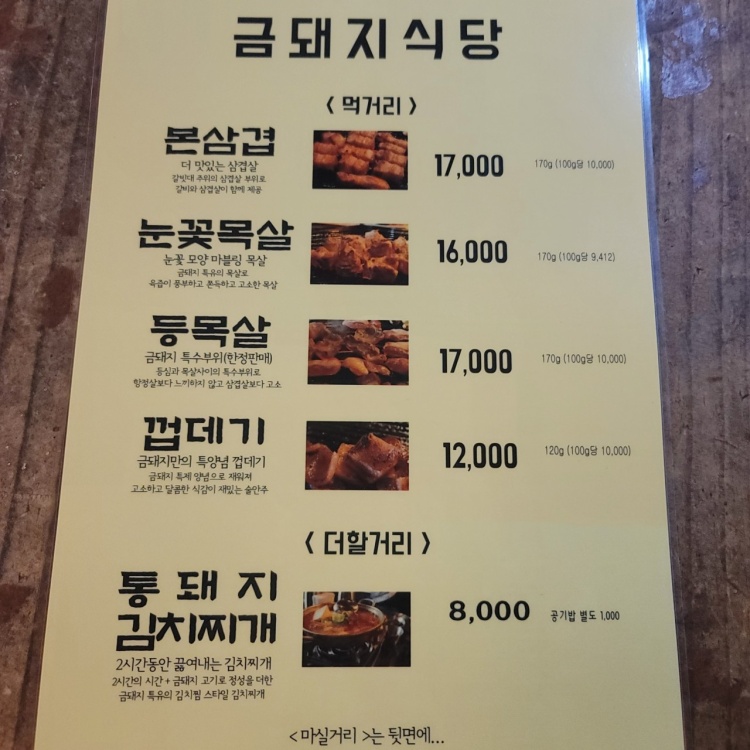 금돼지식당
< 먹거리 >
본삼겹
더 맛있는 삼겹살
갈빗대 주위의 삼겹살 부위로
갈비와 삼겹살이 함께 제공
17,000
170g (100g당 10,000)
눈꽃목살
눈꽃 모양 마블링 목살
금돼지 특유의 목살로
육즙이 풍부하고 쫀득하고 고소한 목살
16,000
170g (100g당 9,412)
등목살
금돼지 특수부위(한정판매)
등심과 목살사이의 특수부위로
항정살보다 느끼하지 않고 삼겹살보다 고소
17,000
170g (100g당 10,000)
껍데기
금돼지만의 특양념 껍데기
금돼지 특제 양념으로 재워져
고소하고 달콤한 식감이 재밌는 술안주
12,000
120g (100g당 10,000)
< 더할거리 >
통돼지
김치찌개
2시간동안 끓여내는 김치찌개
2시간의 시간 + 금돼지 고기로 정성을 더한
금돼지 특유의 김치찜 스타일 김치찌개
8,000
공기밥 별도 1,000
< 마실거리 >는 뒷면에...